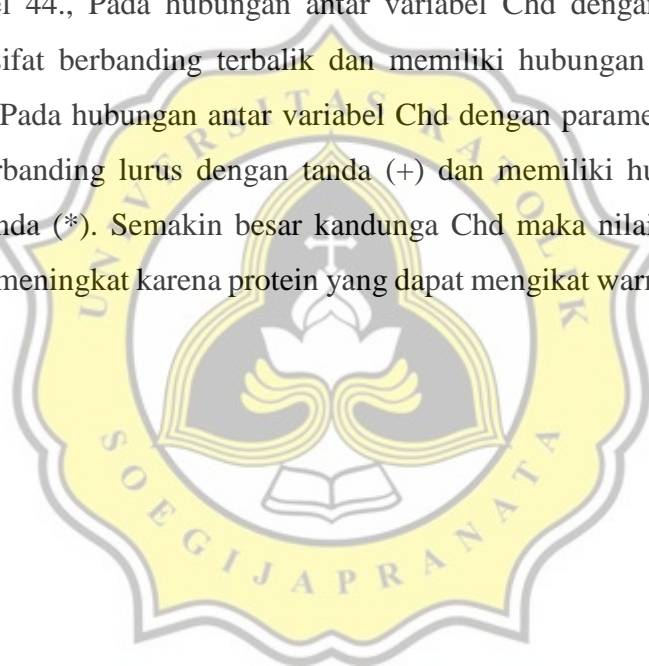 el 44., Pada hubungan antar variabel Chd dengan
sifat berbanding terbalik dan memiliki hubungan
Pada hubungan antar variabel Chd dengan parame
rbanding lurus dengan tanda (+) dan memiliki hu
nda (*). Semakin besar kandunga Chd maka nilai
meningkat karena protein yang dapat mengikat warn
UNIVERSITAS KATOLIK
SOEGIJAPRANATA